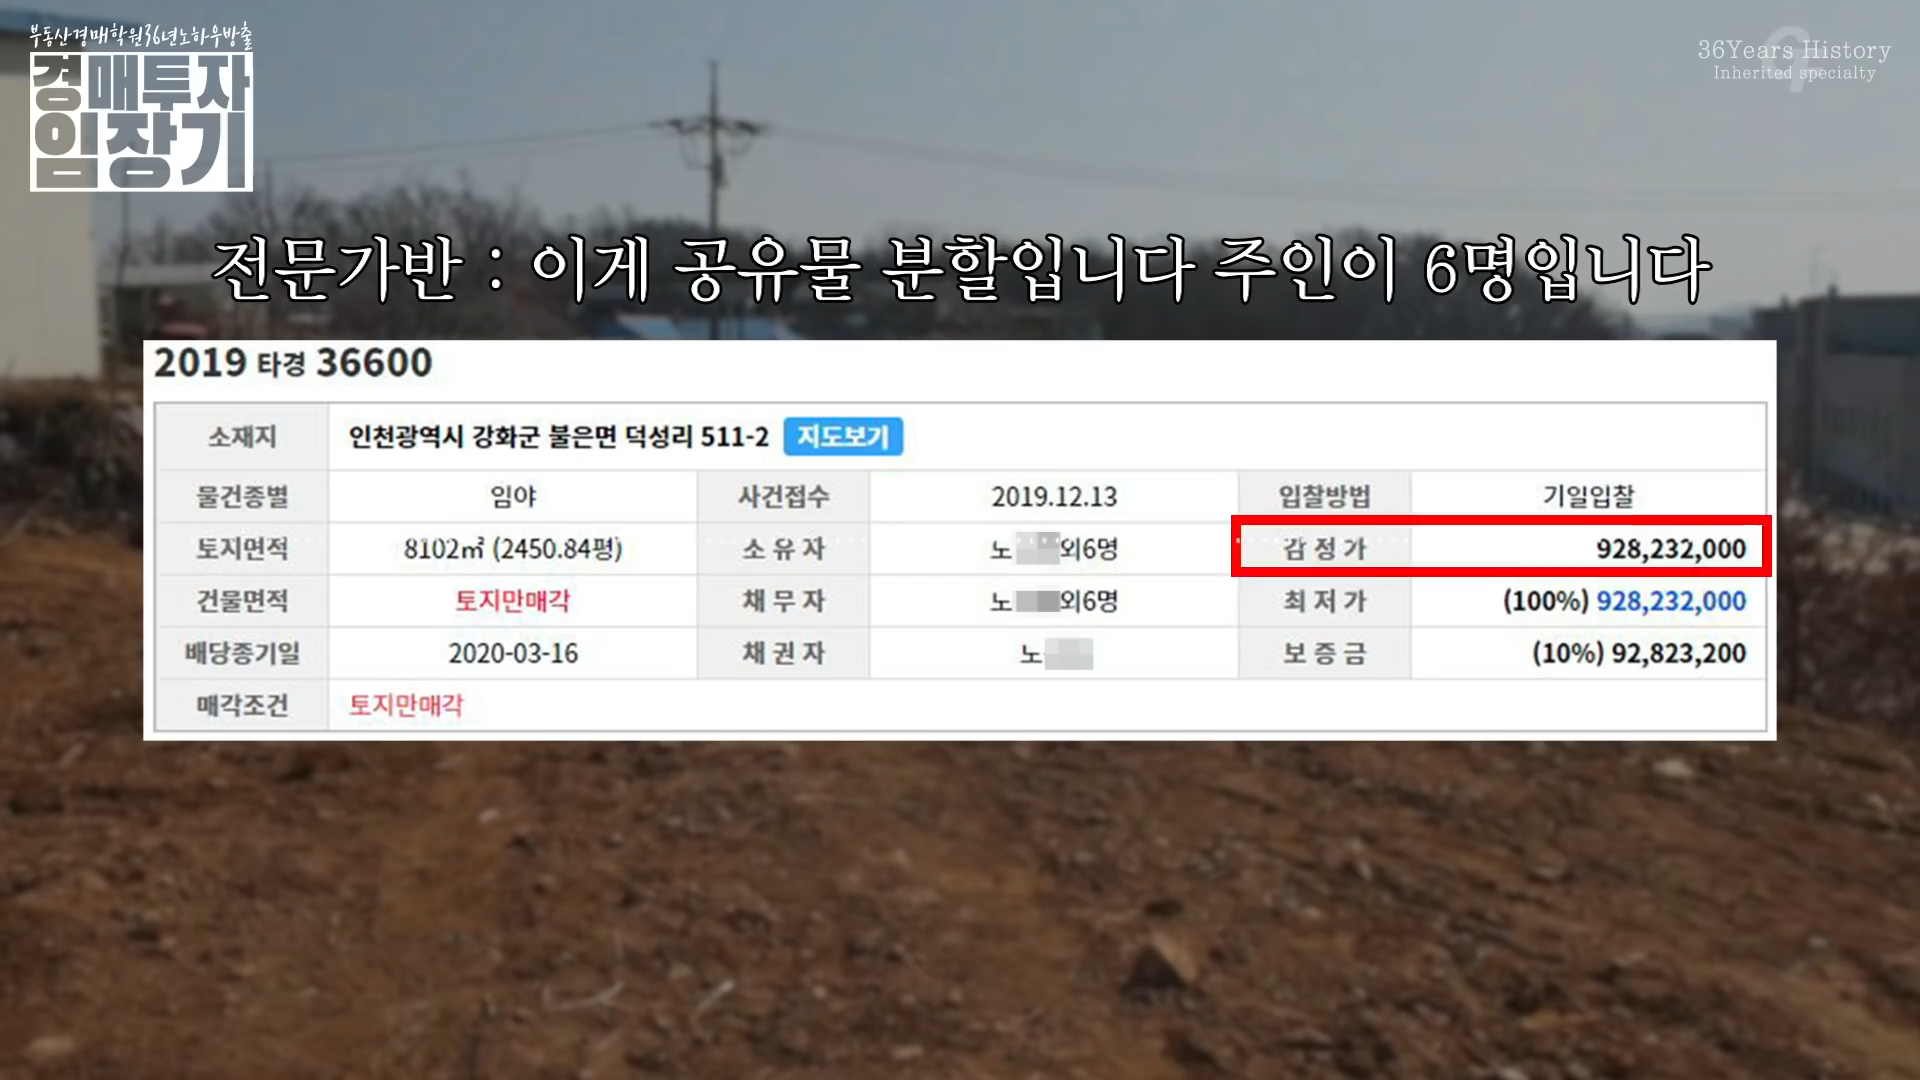 부동산경매학원36년노하우방출
경매투자
임장기
36Years History
Inherited specialty
전문가반 : 이게 공유물 분할입니다 주인이 6명입니다
2019 타경 36600
소재지 인천광역시 강화군 불은면 덕성리 511-2 지도보기
물건종별 임야 사건접수 2019.12.13 입찰방법 기일입찰
토지면적 8102㎡ (2450.84평) 소유자 노 외6명 감정가 928,232,000
건물면적 토지만매각 채무자 노 외6명 최저가 (100%) 928,232,000
배당종기일 2020-03-16 채권자 노 보증금 (10%) 92,823,200
매각조건 토지만매각